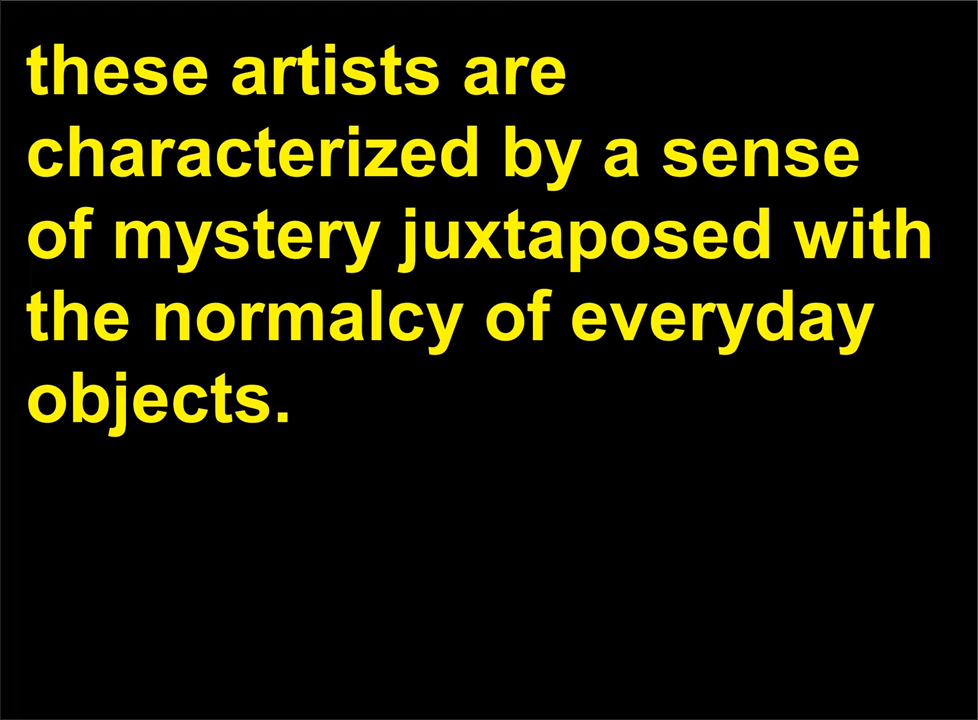 these artists are
characterized by a sense
of mystery juxtaposed with
the normalcy of everyday
objects.